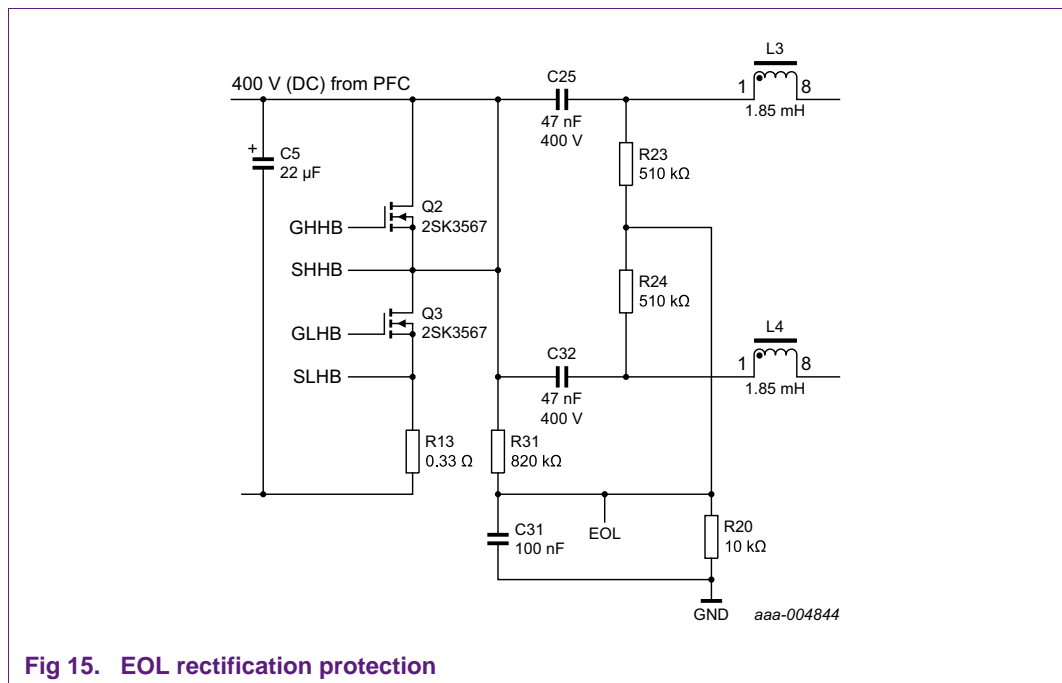 L3
400 V (DC) from PFC
C25
1
8
47 nF
400 V
1.85 mH
+
C5
22 µF
R23
510 kΩ
Q2
2SK3567
GHHB
SHHB
R24
510 kΩ
Q3
2SK3567
GLHB
L4
C32
1
8
SLHB
47 nF
400 V
1.85 mH
R13
0.33 Ω
R31
820 kΩ
C31
100 nF
EOL
R20
10 kΩ
GND
aaa-004844
Fig 15. EOL rectification protection